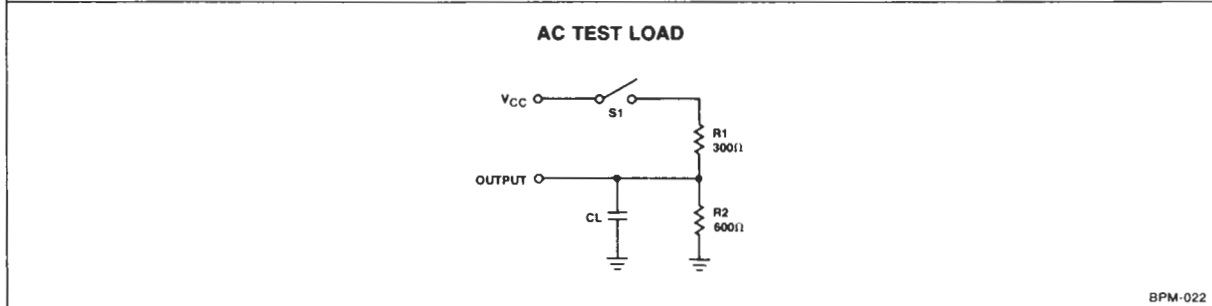 AC TEST LOAD
VCC
S1
R1
300Ω
OUTPUT
CL
R2
600Ω
BPM-022